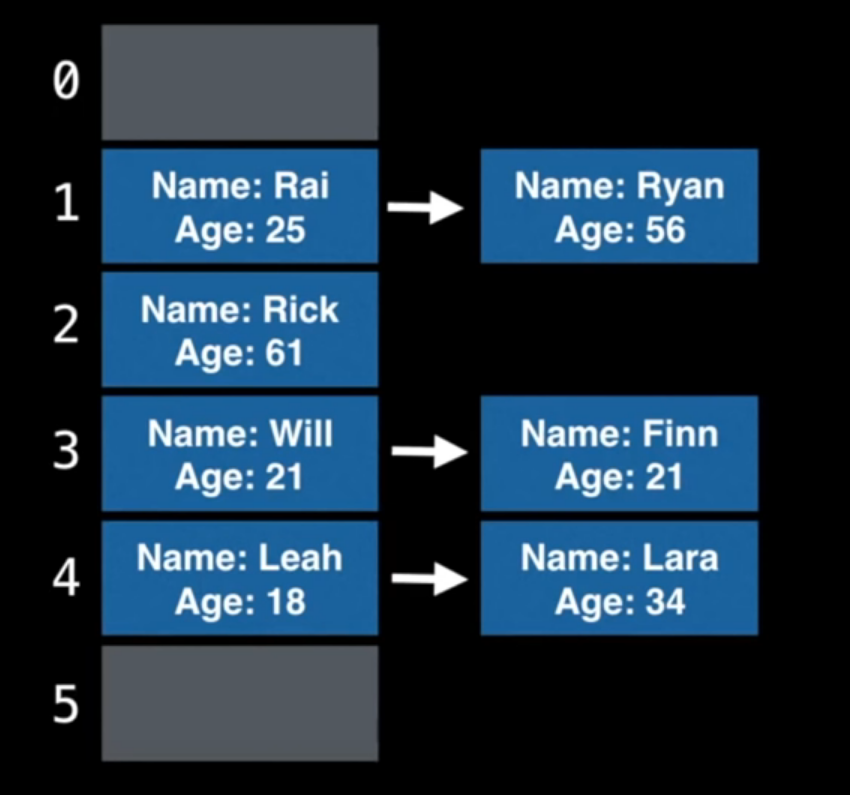 0
1
Name: Rai
Age: 25
Name: Ryan
Age: 56
2
Name: Rick
Age: 61
3
Name: Will
Age: 21
Name: Finn
Age: 21
4
Name: Leah
Age: 18
Name: Lara
Age: 34
5